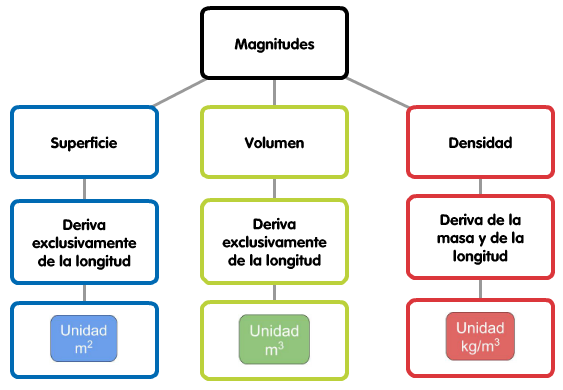 Magnitudes
Superficie
Volumen
Densidad
Deriva
exclusivamente
de la longitud
Deriva
exclusivamente
de la longitud
Deriva de la
masa y de la
longitud
Unidad
m²
Unidad
m³
Unidad
kg/m³